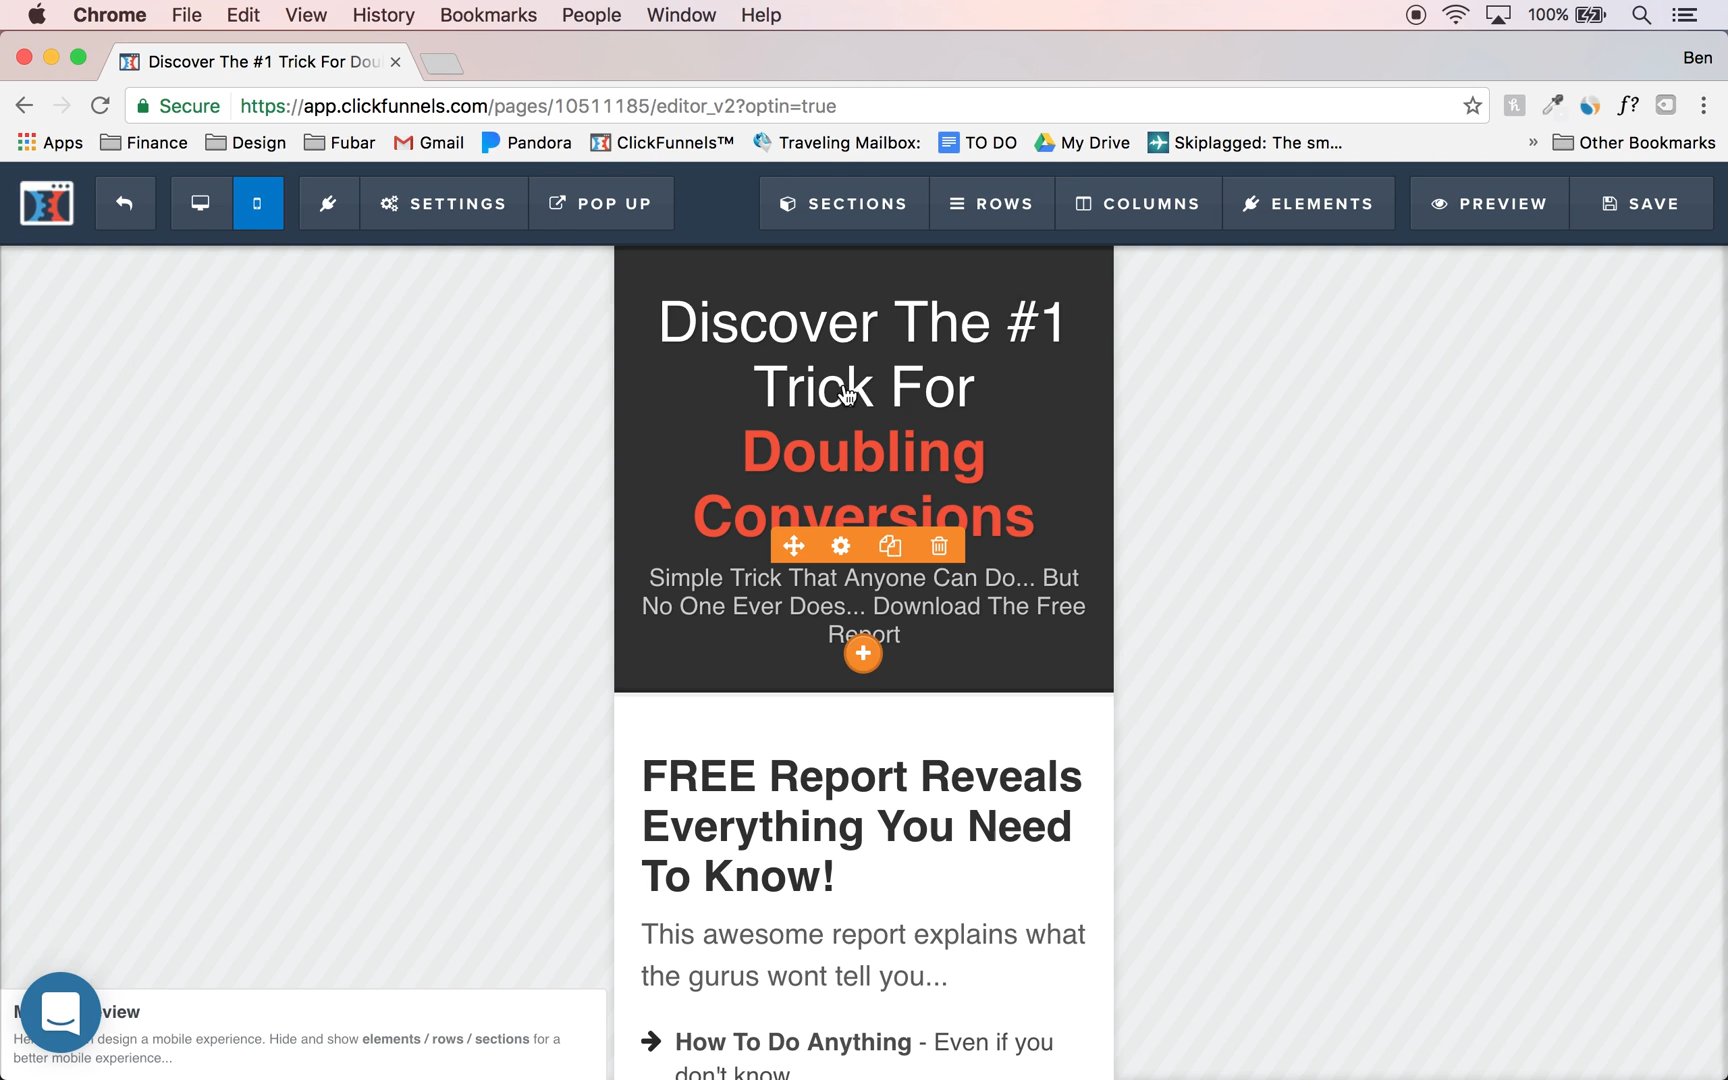 Chrome File Edit View History Bookmarks People Window Help 100%
Discover The #1 Trick For Dou Ben
Secure https://app.clickfunnels.com/pages/10511185/editor_v2?optin=true f?
Apps Finance Design Fubar Gmail Pandora ClickFunnels™ Traveling Mailbox: TO DO My Drive Skiplagged: The sm... » Other Bookmarks
SETTINGS POP UP SECTIONS ROWS COLUMNS ELEMENTS PREVIEW SAVE
Discover The #1
Trick For
Doubling
Conversions
Simple Trick That Anyone Can Do... But
No One Ever Does... Download The Free
Report
FREE Report Reveals
Everything You Need
To Know!
This awesome report explains what
the gurus wont tell you...
How To Do Anything - Even if you
don't know
design a mobile experience. Hide and show elements / rows / sections for a
better mobile experience...